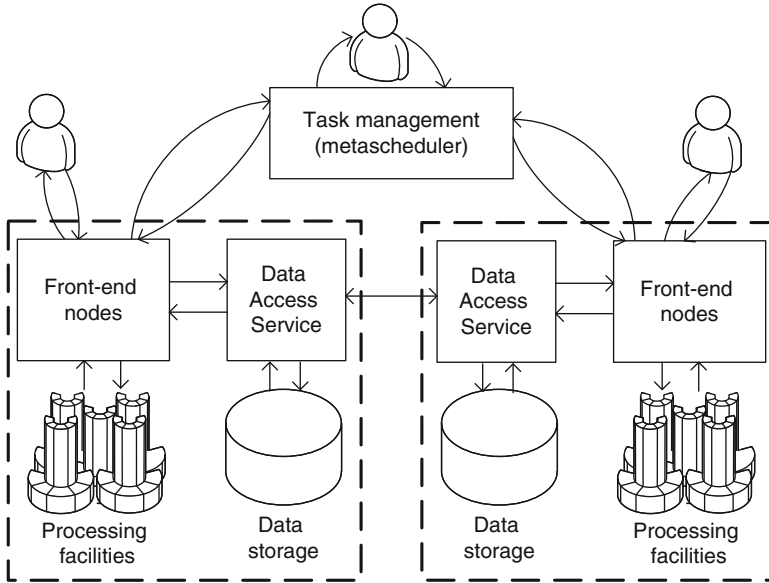 Task management
(metascheduler)
Front-end
nodes
Data
Access
Service
Data
Access
Service
Front-end
nodes
Processing
facilities
Data
storage
Data
storage
Processing
facilities